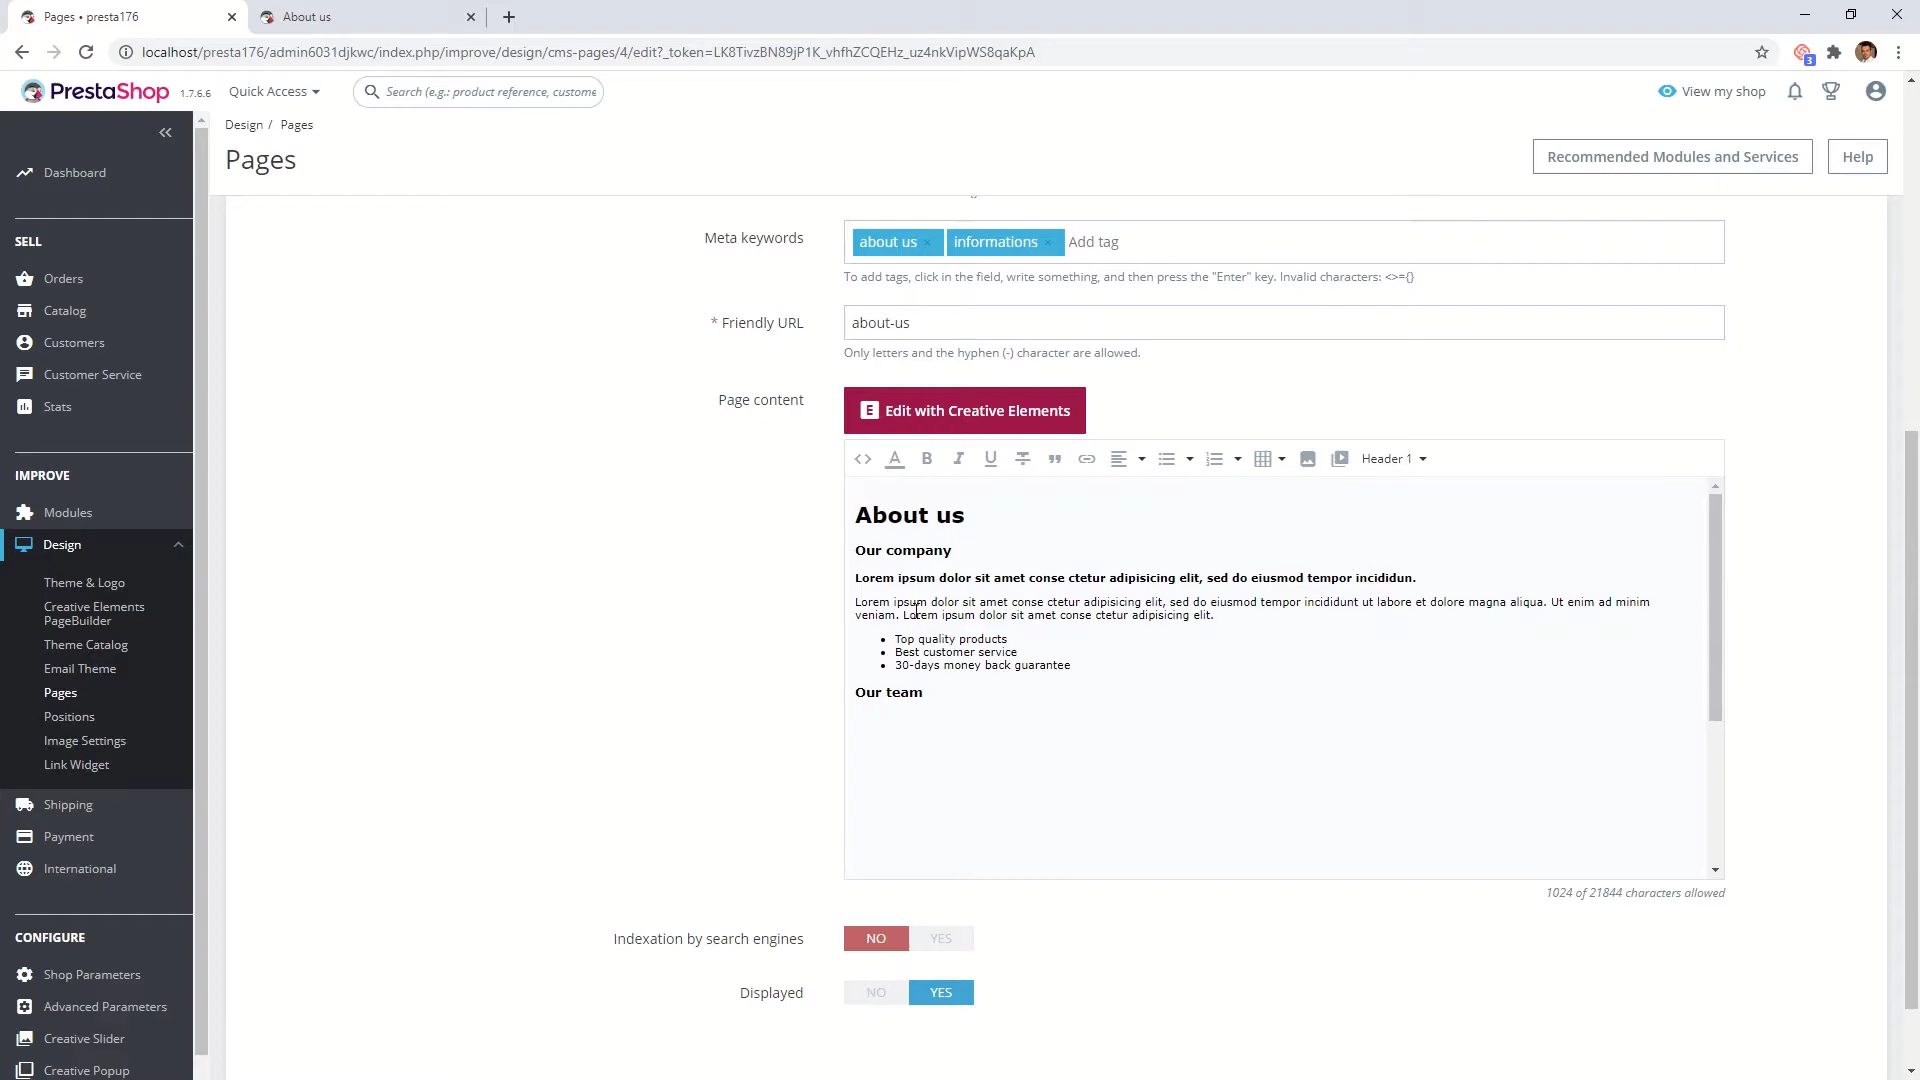 Pages • presta176
About us
localhost/presta176/admin6031djkwc/index.php/improve/design/cms-pages/4/edit?_token=LK8TivzBN89jP1K_vhfhZCQEHz_uz4nkVipWS8qaKpA
3
PrestaShop
1.7.6.6
Quick Access
Search (e.g.: product reference, custome
View my shop
Design / Pages
Pages
Recommended Modules and Services
Help
Dashboard
SELL
Orders
Catalog
Customers
Customer Service
Stats
IMPROVE
Modules
Design
Theme & Logo
Creative Elements
PageBuilder
Theme Catalog
Email Theme
Pages
Positions
Image Settings
Link Widget
Shipping
Payment
International
CONFIGURE
Shop Parameters
Advanced Parameters
Creative Slider
Creative Popup
Meta keywords
about us × informations × Add tag
To add tags, click in the field, write something, and then press the "Enter" key. Invalid characters: <>={}
* Friendly URL
about-us
Only letters and the hyphen (-) character are allowed.
Page content
E Edit with Creative Elements
Header 1
About us
Our company
Lorem ipsum dolor sit amet conse ctetur adipisicing elit, sed do eiusmod tempor incididun.
Lorem ipsum dolor sit amet conse ctetur adipisicing elit, sed do eiusmod tempor incididunt ut labore et dolore magna aliqua. Ut enim ad minim
veniam. Lorem ipsum dolor sit amet conse ctetur adipisicing elit.
• Top quality products
• Best customer service
• 30-days money back guarantee
Our team
1024 of 21844 characters allowed
Indexation by search engines
NO YES
Displayed
NO YES